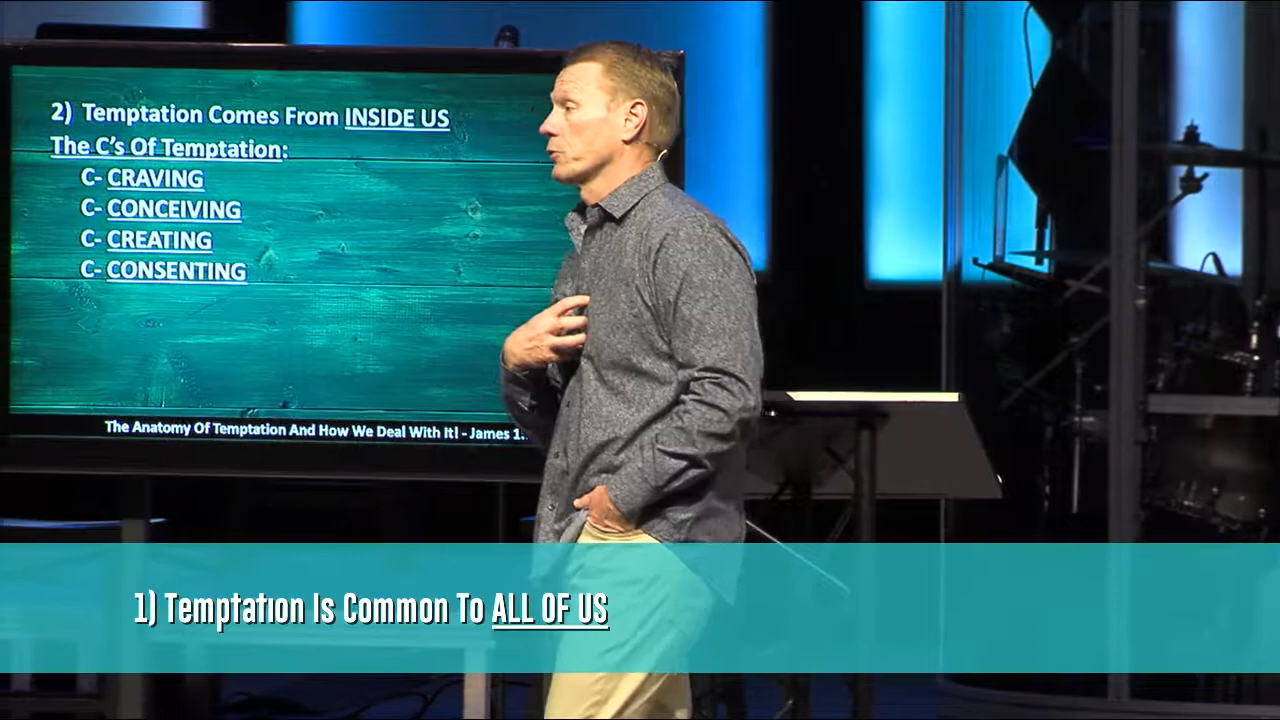 2) Temptation Comes From INSIDE US
The C's Of Temptation:
C- CRAVING
C- CONCEIVING
C- CREATING
C- CONSENTING
The Anatomy Of Temptation And How We Deal With It! - James 1:
1) Temptation Is Common To ALL OF US